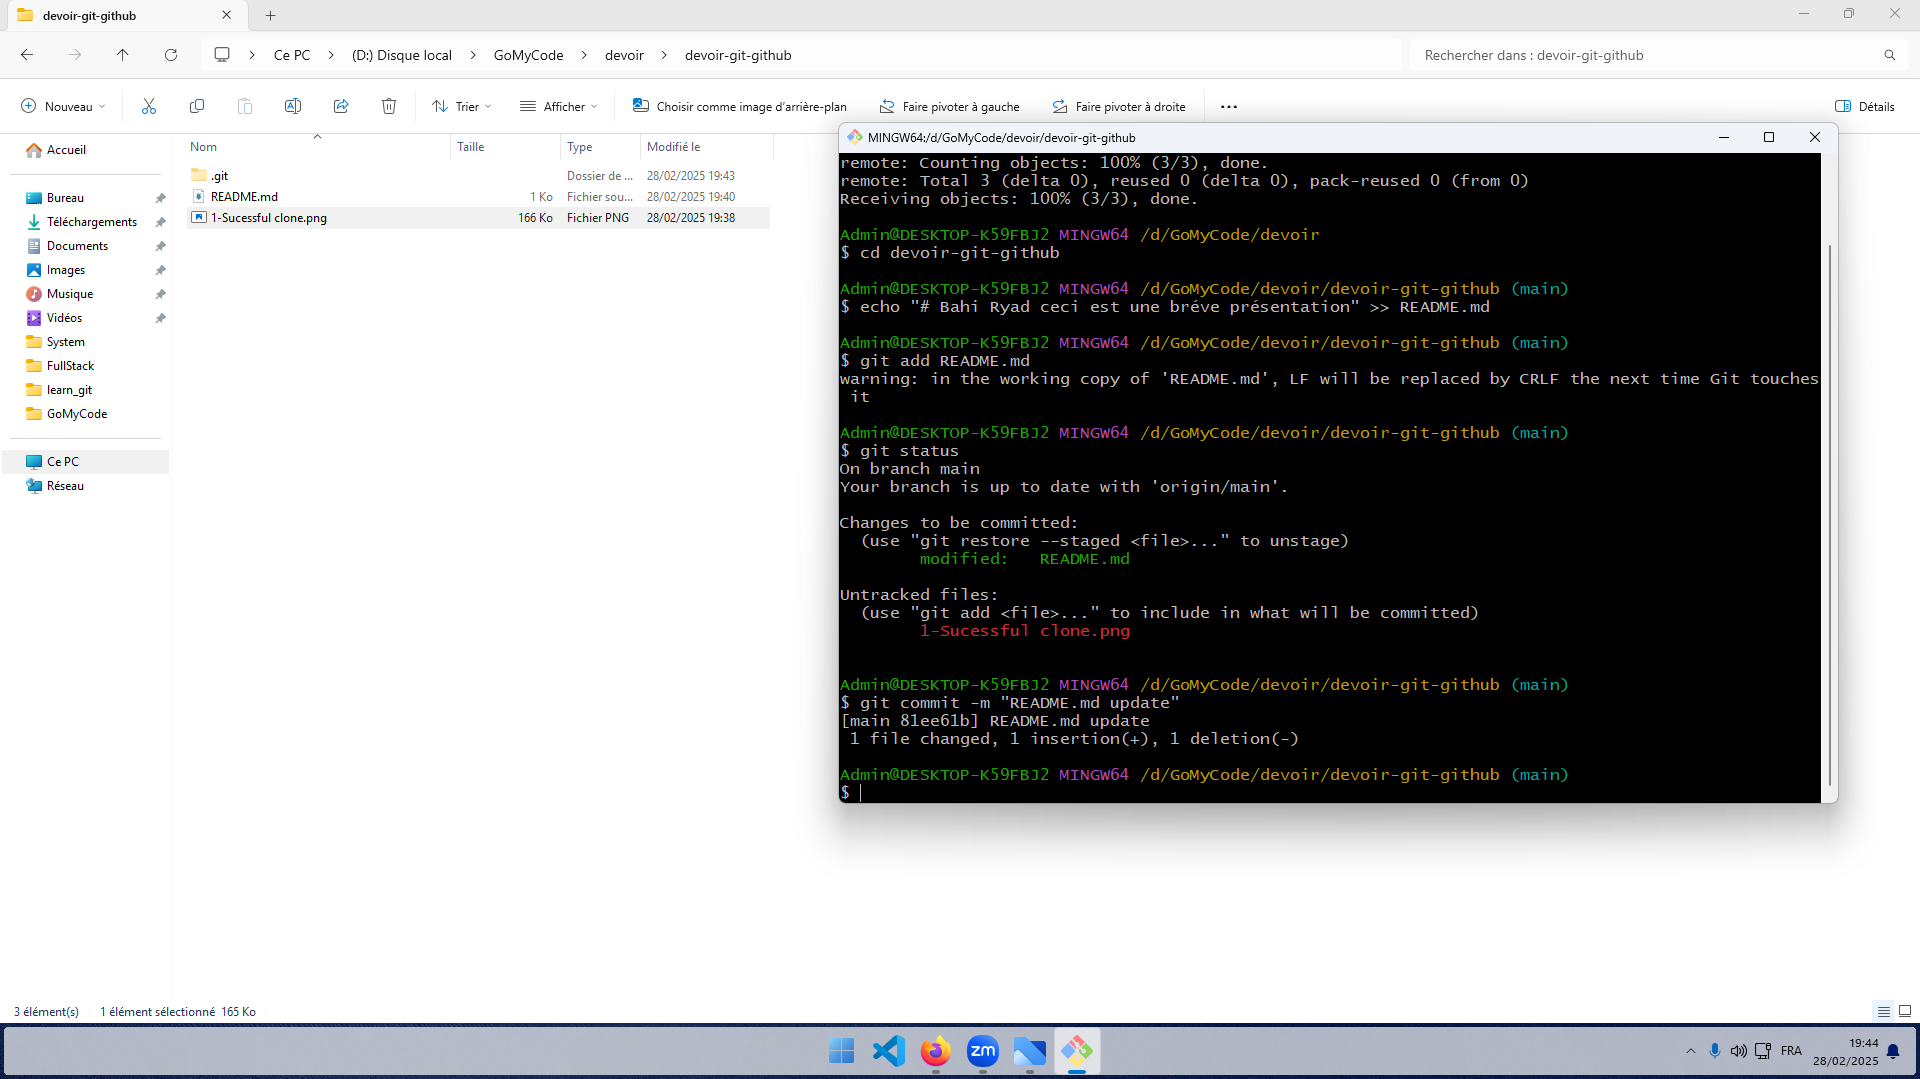 devoir-git-github
Ce PC
(D:) Disque local
GoMyCode
devoir
devoir-git-github
Rechercher dans : devoir-git-github
Nouveau
Trier
Afficher
Choisir comme image d'arrière-plan
Faire pivoter à gauche
Faire pivoter à droite
Détails
Accueil
Bureau
Téléchargements
Documents
Images
Musique
Vidéos
System
FullStack
learn_git
GoMyCode
Ce PC
Réseau
Nom Taille Type Modifié le
.git Dossier de ... 28/02/2025 19:43
README.md 1 Ko Fichier sou... 28/02/2025 19:40
1-Sucessful clone.png 166 Ko Fichier PNG 28/02/2025 19:38
MINGW64:/d/GoMyCode/devoir/devoir-git-github
remote: Counting objects: 100% (3/3), done.
remote: Total 3 (delta 0), reused 0 (delta 0), pack-reused 0 (from 0)
Receiving objects: 100% (3/3), done.
Admin@DESKTOP-K59FBJ2 MINGW64 /d/GoMyCode/devoir
$ cd devoir-git-github
Admin@DESKTOP-K59FBJ2 MINGW64 /d/GoMyCode/devoir/devoir-git-github (main)
$ echo "# Bahi Ryad ceci est une bréve présentation" >> README.md
Admin@DESKTOP-K59FBJ2 MINGW64 /d/GoMyCode/devoir/devoir-git-github (main)
$ git add README.md
warning: in the working copy of 'README.md', LF will be replaced by CRLF the next time Git touches
it
Admin@DESKTOP-K59FBJ2 MINGW64 /d/GoMyCode/devoir/devoir-git-github (main)
$ git status
On branch main
Your branch is up to date with 'origin/main'.
Changes to be committed:
(use "git restore --staged <file>..." to unstage)
modified:   README.md
Untracked files:
(use "git add <file>..." to include in what will be committed)
1-Sucessful clone.png
Admin@DESKTOP-K59FBJ2 MINGW64 /d/GoMyCode/devoir/devoir-git-github (main)
$ git commit -m "README.md update"
[main 81ee61b] README.md update
1 file changed, 1 insertion(+), 1 deletion(-)
Admin@DESKTOP-K59FBJ2 MINGW64 /d/GoMyCode/devoir/devoir-git-github (main)
$
3 élément(s) 1 élément sélectionné 165 Ko
zm
FRA
19:44
28/02/2025